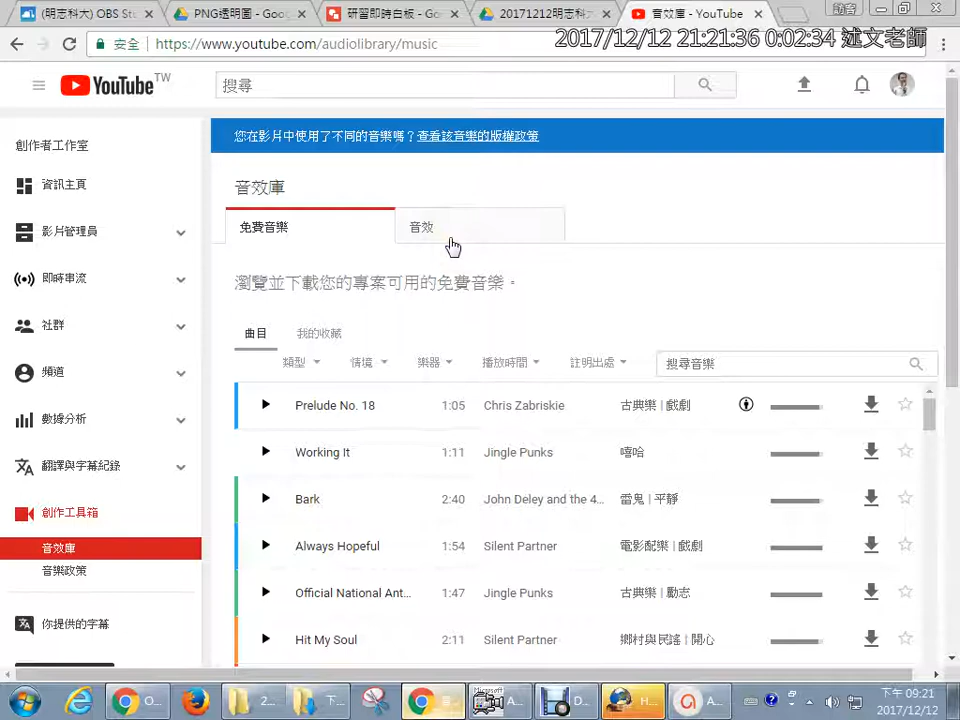 (明志科大) OBS Stu
PNG透明圖 - Goo
研習即時白板 - Go
20171212明志科大
音效庫 - YouTube
安全
https://www.youtube.com/audiolibrary/music
2017/12/12 21:21:36 0:02:34 述文老師
YouTube TW
搜尋
創作者工作室
資訊主頁
影片管理員
即時串流
社群
頻道
數據分析
翻譯與字幕紀錄
創作工具箱
音效庫
音樂政策
你提供的字幕
您在影片中使用了不同的音樂嗎？查看該音樂的版權政策
音效庫
免費音樂
音效
瀏覽並下載您的專案可用的免費音樂。
曲目
我的收藏
類型 情境 樂器 播放時間 註明出處 搜尋音樂
Prelude No. 18 1:05 Chris Zabriskie 古典樂 | 戲劇
Working It 1:11 Jingle Punks 嘻哈
Bark 2:40 John Deley and the 4... 雷鬼 | 平靜
Always Hopeful 1:54 Silent Partner 電影配樂 | 戲劇
Official National Ant... 1:47 Jingle Punks 古典樂 | 勵志
Hit My Soul 2:11 Silent Partner 鄉村與民謠 | 開心
O...
2...
下...
Microsoft
A...
D...
H...
A...
下午 09:21
2017/12/12